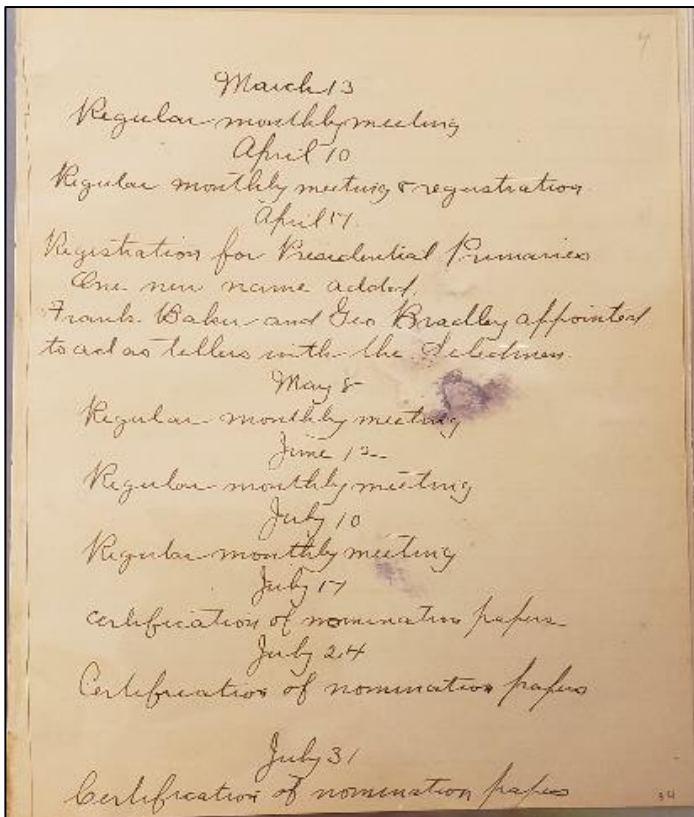 4
March 13
Regular monthly meeting
April 10
Regular monthly meeting & registration
April 17
Registration for Presidential Primaries
One new name added,
Frank Baker and Geo Bradley appointed
to act as tellers with the Selectmen.
May 8
Regular monthly meeting
June 12
Regular monthly meeting
July 10
Regular monthly meeting
July 17
Certification of nomination papers
July 24
Certification of nomination papers
July 31
Certification of nomination papers
34